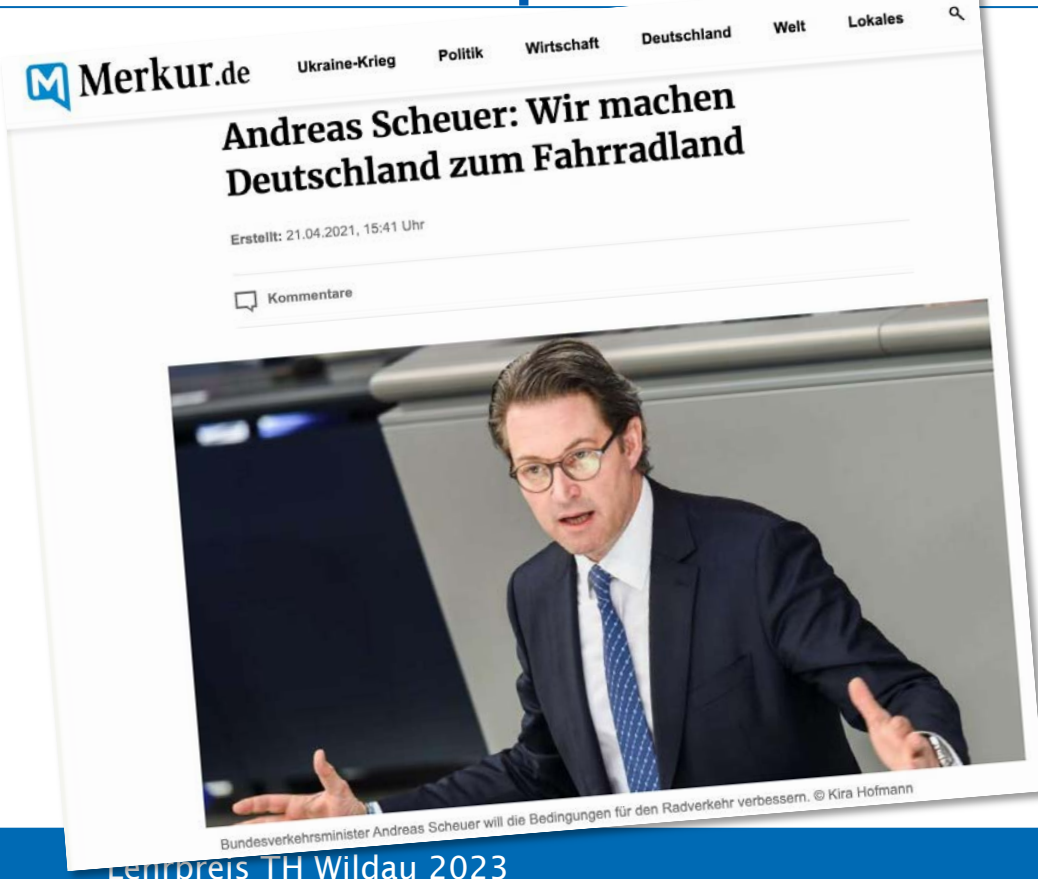 Merkur.de Ukraine-Krieg Politik Wirtschaft Deutschland Welt Lokales
Andreas Scheuer: Wir machen
Deutschland zum Fahrradland
Erstellt: 21.04.2021, 15:41 Uhr
Kommentare
Bundesverkehrsminister Andreas Scheuer will die Bedingungen für den Radverkehr verbessern. © Kira Hofmann
Lehrpreis TH Wildau 2023